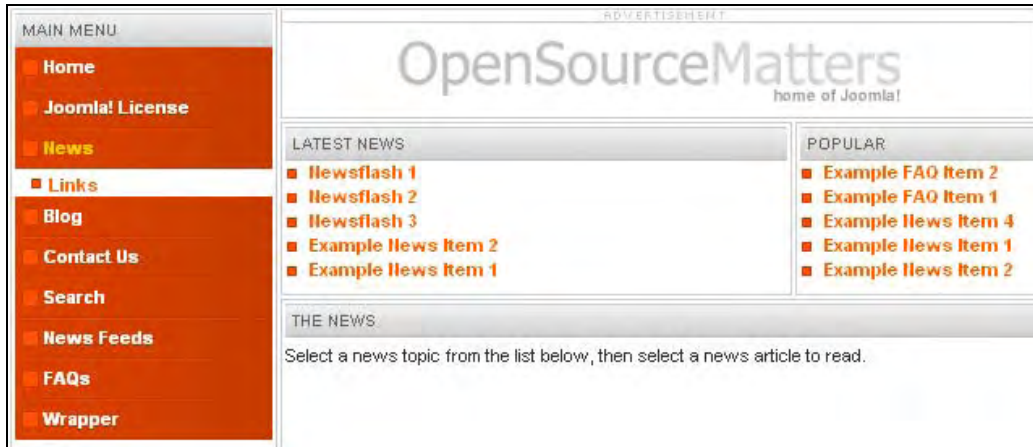 MAIN MENU
Home
Joomla! License
News
Links
Blog
Contact Us
Search
News Feeds
FAQs
Wrapper
ADVERTISEMENT
OpenSourceMatters
home of Joomla!
LATEST NEWS
Newsflash 1
Newsflash 2
Newsflash 3
Example News Item 2
Example News Item 1
POPULAR
Example FAQ Item 2
Example FAQ Item 1
Example News Item 4
Example News Item 1
Example News Item 2
THE NEWS
Select a news topic from the list below, then select a news article to read.